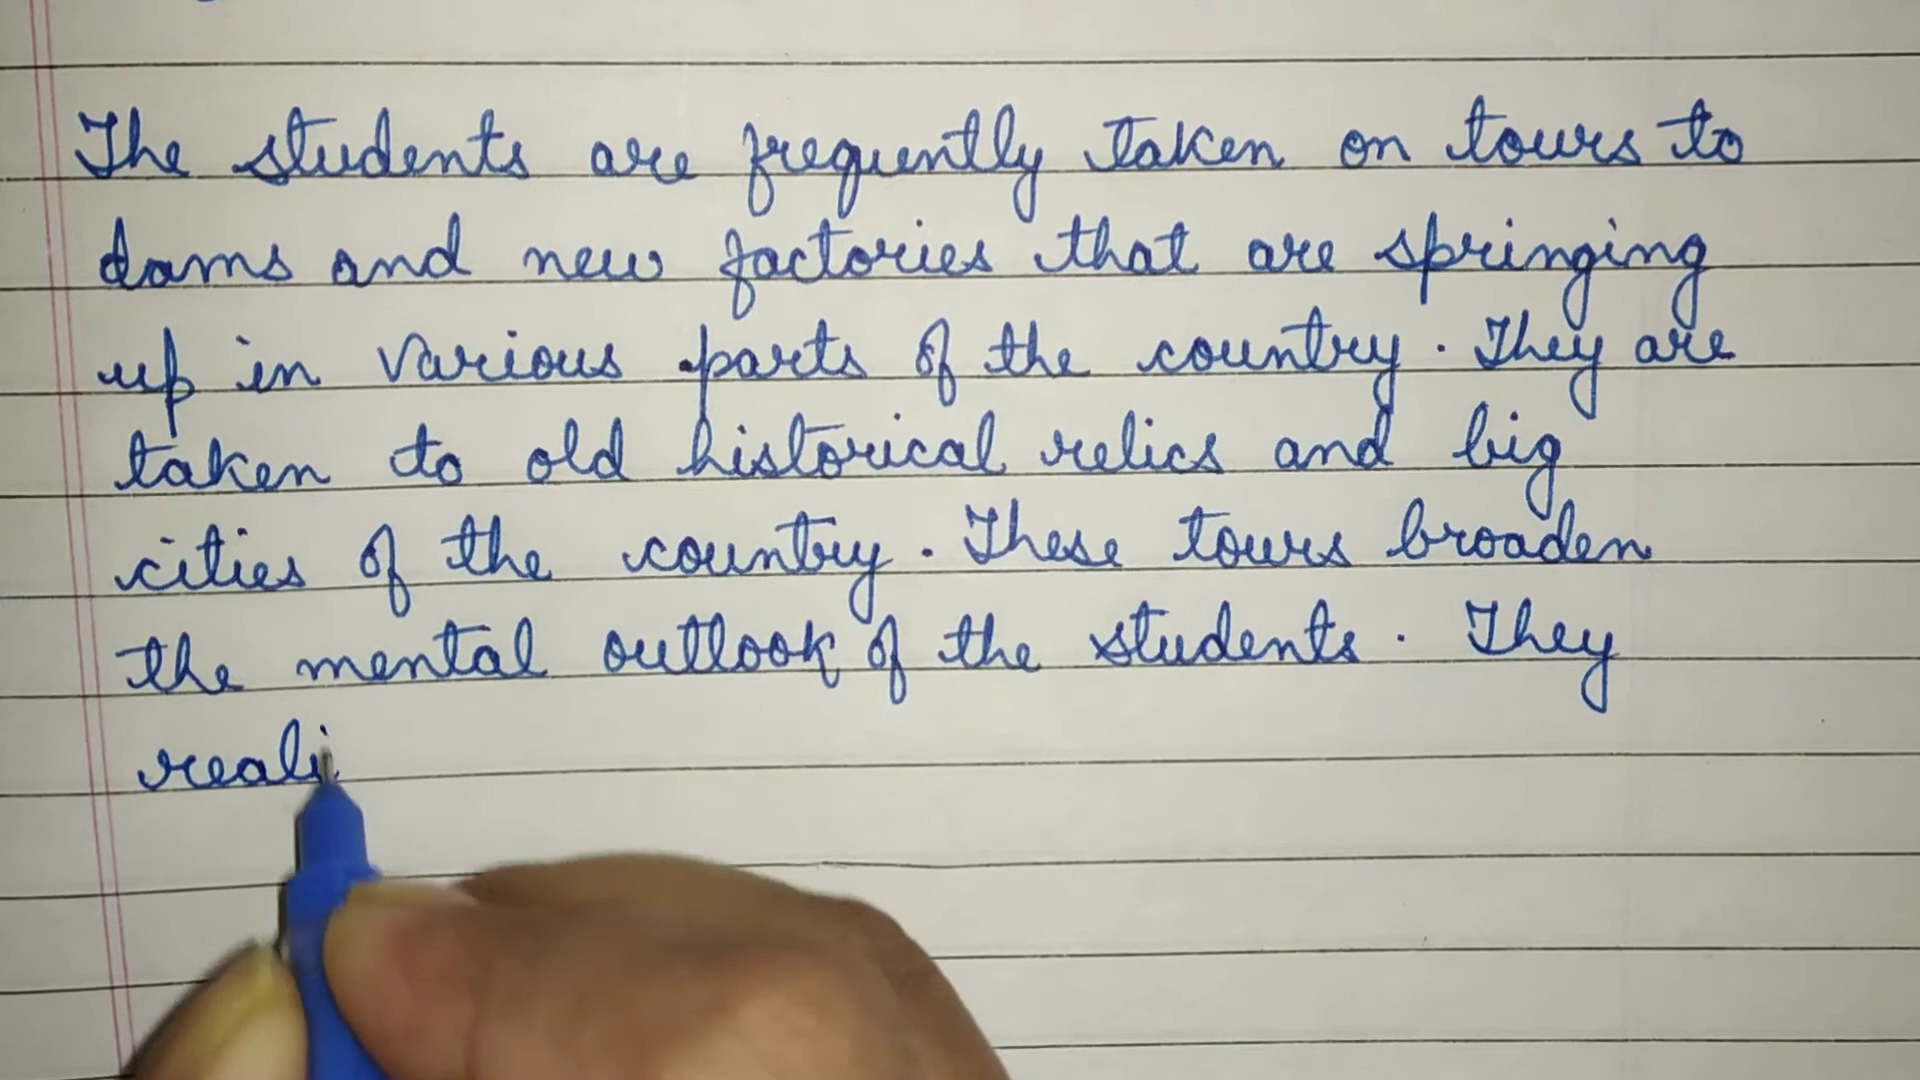 The students are frequently taken on tours to
dams and new factories that are springing
up in various parts of the country. They are
taken to old historical relics and big
cities of the country. These tours broaden
the mental outlook of the students. They
reali